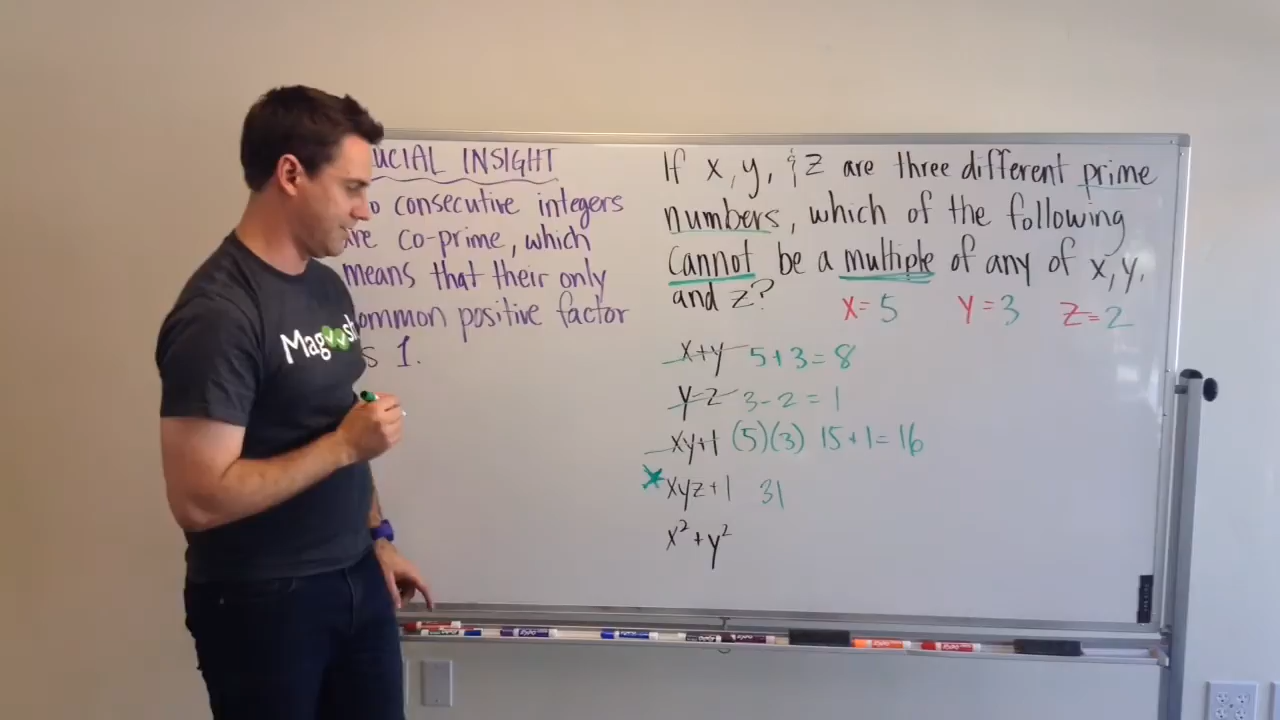 UCIAL INSIGHT
o consecutive integers
re co-prime, which
means that their only
ommon positive factor
s 1.
Magoosh
If x, y, & z are three different prime
numbers, which of the following
cannot be a multiple of any of x, y,
and z?
x=5 y=3 z=2
x+y 5+3=8
y-z 3-2=1
xy+1 (5)(3) 15+1=16
xyz+1 31
x²+y²